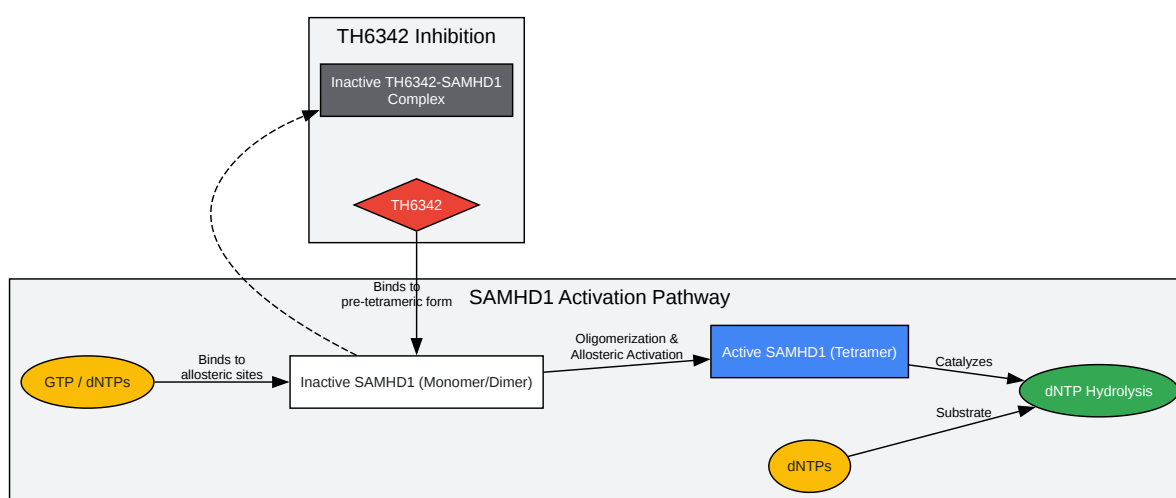 TH6342 Inhibition
Inactive TH6342-SAMHD1
Complex
TH6342
Binds to
pre-tetrameric form
SAMHD1 Activation Pathway
GTP / dNTPs
Binds to
allosteric sites
Inactive SAMHD1 (Monomer/Dimer)
Oligomerization &
Allosteric Activation
Active SAMHD1 (Tetramer)
Catalyzes
dNTP Hydrolysis
Substrate
dNTPs